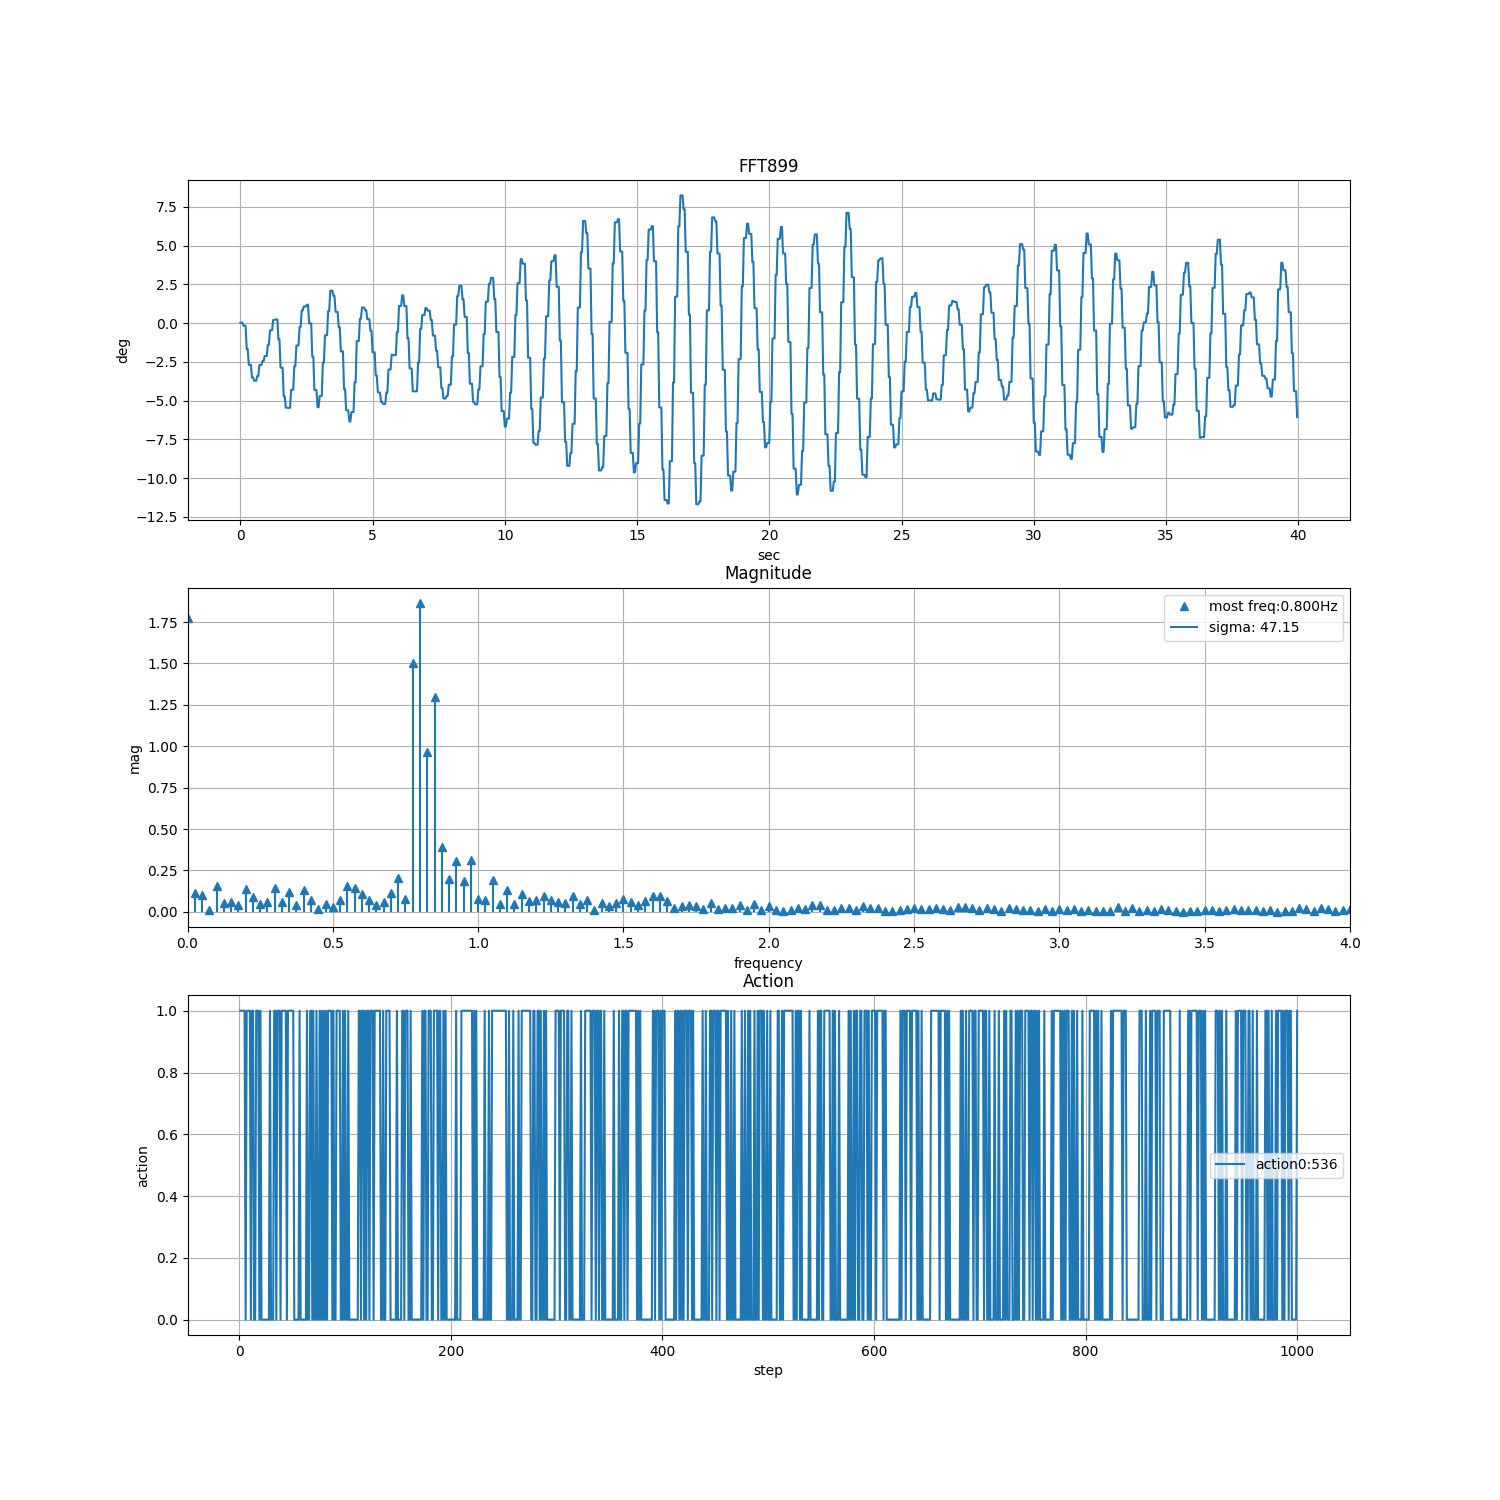 FFT899
7.5
5.0
2.5
0.0
−2.5
−5.0
−7.5
−10.0
−12.5
deg
0 5 10 15 20 25 30 35 40
sec
Magnitude
most freq:0.800Hz
sigma: 47.15
1.75
1.50
1.25
1.00
0.75
0.50
0.25
0.00
mag
0.0 0.5 1.0 1.5 2.0 2.5 3.0 3.5 4.0
frequency
Action
1.0
0.8
0.6
0.4
0.2
0.0
action
action0:536
0 200 400 600 800 1000
step